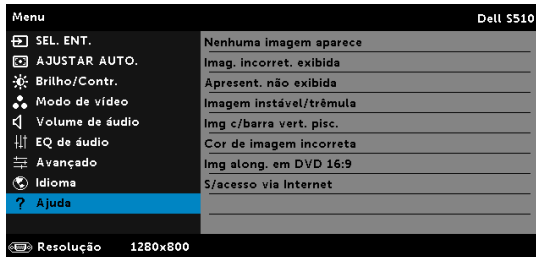 Menu
Dell S510
SEL. ENT.
AJUSTAR AUTO.
Brilho/Contr.
Modo de vídeo
Volume de áudio
EQ de áudio
Avançado
Idioma
? Ajuda
Nenhuma imagem aparece
Imag. incorret. exibida
Apresent. não exibida
Imagem instável/trêmula
Img c/barra vert. pisc.
Cor de imagem incorreta
Img along. em DVD 16:9
S/acesso via Internet
Resolução 1280x800